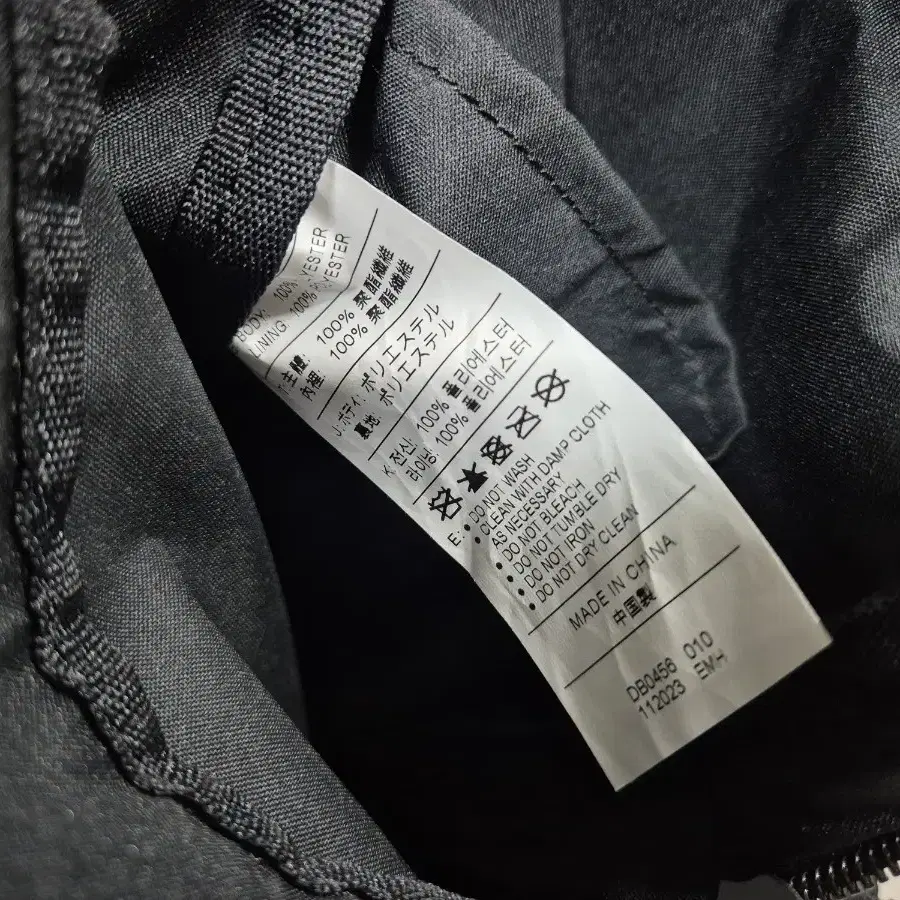 BODY: 100% POLYESTER
LINING: 100% POLYESTER
主體: 100% 聚酯纖維
內裡: 100% 聚酯纖維
J: ボディ: ポリエステル
裏地: ポリエステル
K: 전신: 100% 폴리에스터
라이닝: 100% 폴리에스터
E: • DO NOT WASH
• CLEAN WITH DAMP CLOTH
AS NECESSARY
• DO NOT BLEACH
• DO NOT TUMBLE DRY
• DO NOT IRON
• DO NOT DRY CLEAN
MADE IN CHINA
中国製
DB0456 010
112023 EMH